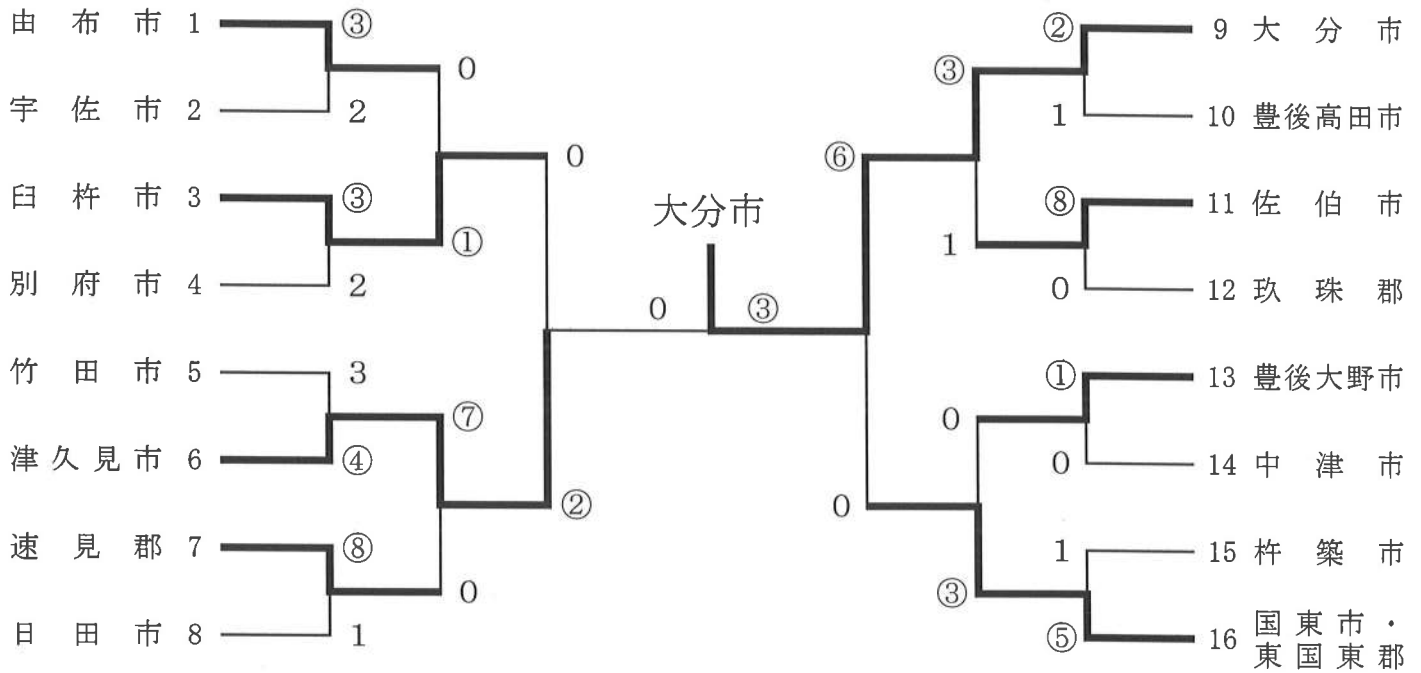 由布市 1 ③
0
宇佐市 2 2
0
臼杵市 3 ③
①
別府市 4 2
0
竹田市 5 3
⑦
津久見市 6 ④
②
速見郡 7 ⑧
0
日田市 8 1
大分市
③
② 9 大分市
③
1 10 豊後高田市
⑥
⑧ 11 佐伯市
1
0 12 玖珠郡
① 13 豊後大野市
0
0 14 中津市
0
1 15 杵築市
③
⑤ 16 国東市・
東国東郡